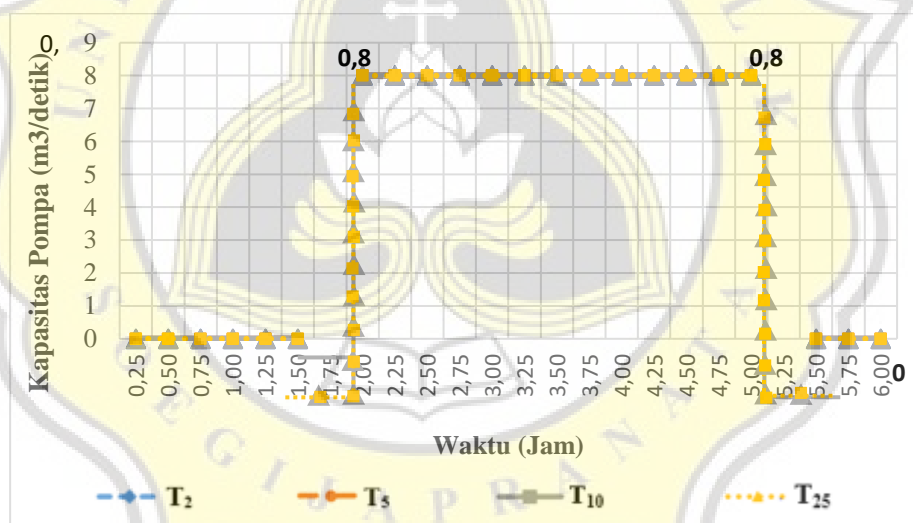 0,
9
0,8
0,8
8
7
6
5
4
3
2
1
0
Kapasitas Pompa (m3/detik)
0,25 0,50 0,75 1,00 1,25 1,50 1,75 2,00 2,25 2,50 2,75 3,00 3,25 3,50 3,75 4,00 4,25 4,50 4,75 5,00 5,25 5,50 5,75 6,00
0
Waktu (Jam)
T2 T5 T10 T25
S E G I J A P R A N A T A